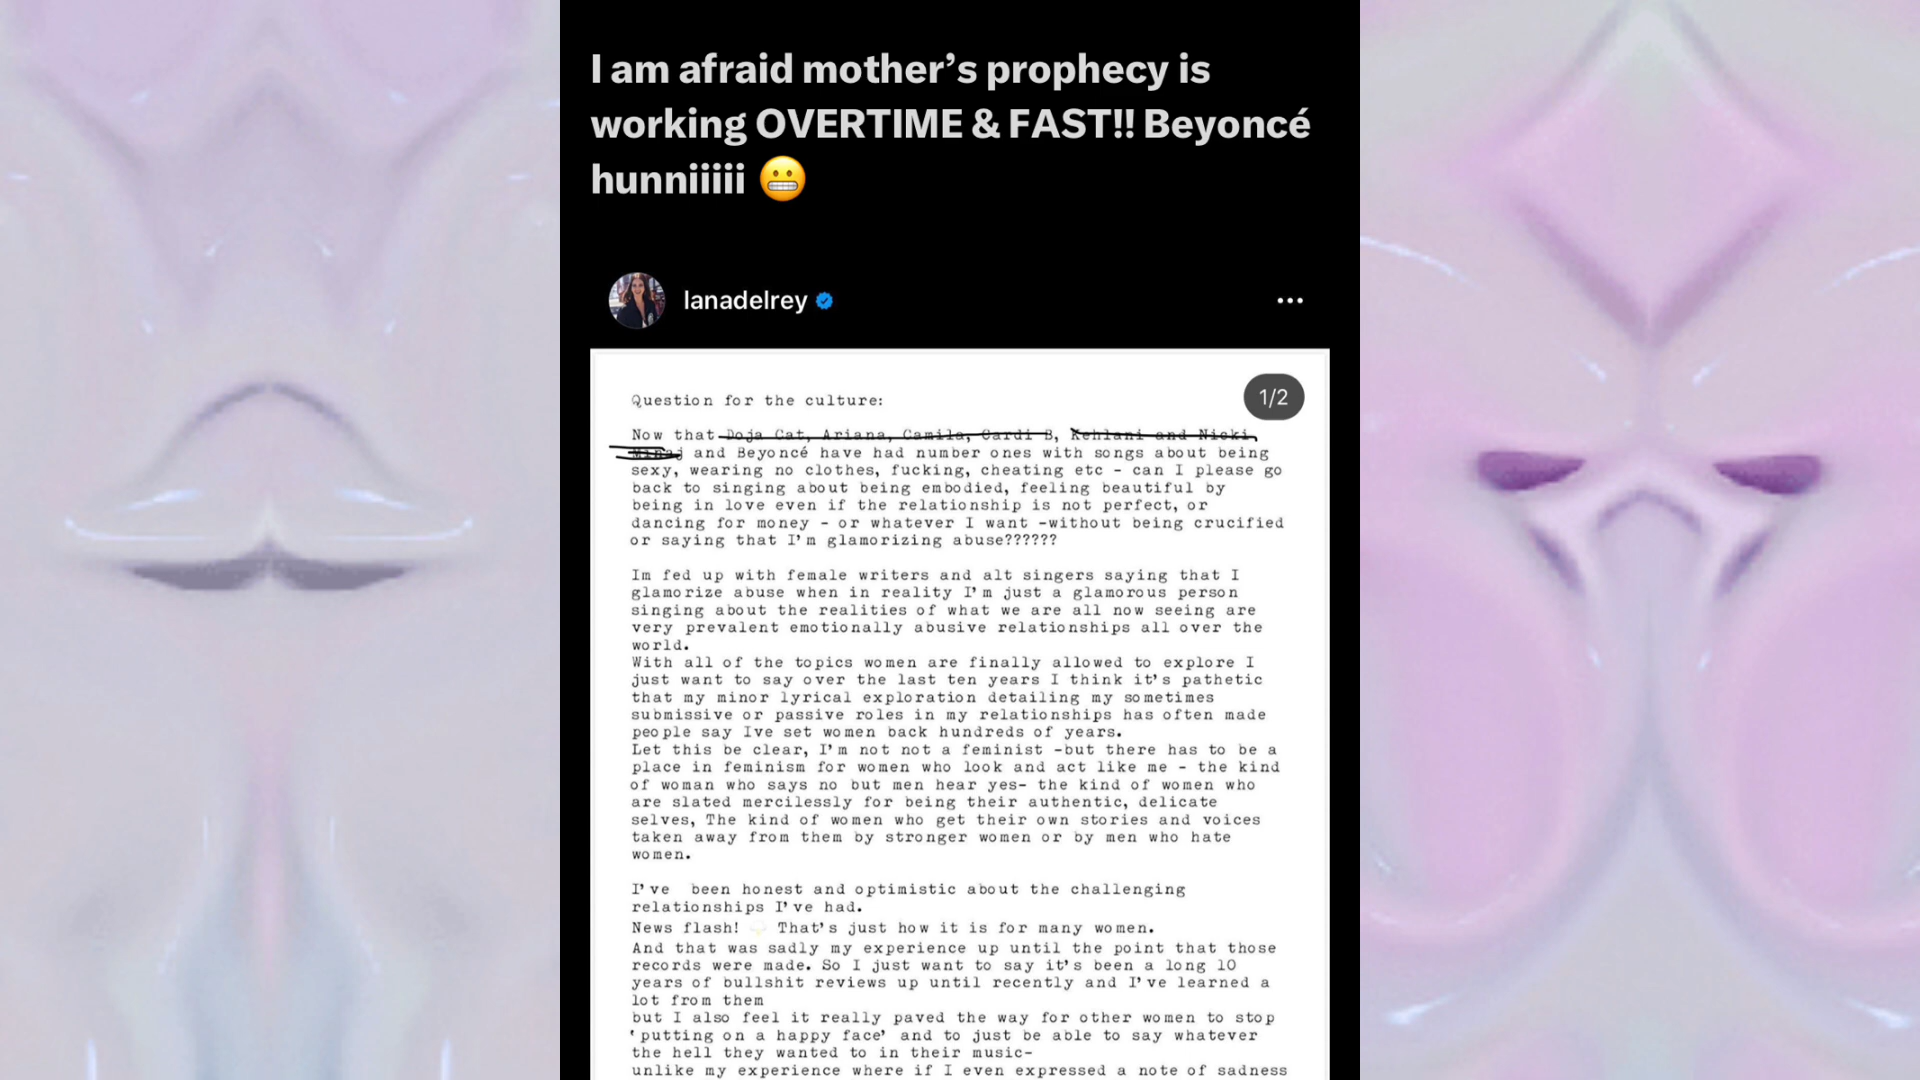 I am afraid mother’s prophecy is
working OVERTIME & FAST!! Beyoncé
hunniiiii 😬
lanadelrey
1/2
Question for the culture:
Now that Doja Cat, Ariana, Camila, Cardi B, Kehlani and Nicki
Minaj and Beyoncé have had number ones with songs about being
sexy, wearing no clothes, fucking, cheating etc - can I please go
back to singing about being embodied, feeling beautiful by
being in love even if the relationship is not perfect, or
dancing for money - or whatever I want -without being crucified
or saying that I’m glamorizing abuse??????
Im fed up with female writers and alt singers saying that I
glamorize abuse when in reality I’m just a glamorous person
singing about the realities of what we are all now seeing are
very prevalent emotionally abusive relationships all over the
world.
With all of the topics women are finally allowed to explore I
just want to say over the last ten years I think it’s pathetic
that my minor lyrical exploration detailing my sometimes
submissive or passive roles in my relationships has often made
people say Ive set women back hundreds of years.
Let this be clear, I’m not not a feminist -but there has to be a
place in feminism for women who look and act like me - the kind
of woman who says no but men hear yes- the kind of women who
are slated mercilessly for being their authentic, delicate
selves, The kind of women who get their own stories and voices
taken away from them by stronger women or by men who hate
women.
I’ve been honest and optimistic about the challenging
relationships I’ve had.
News flash! That’s just how it is for many women.
And that was sadly my experience up until the point that those
records were made. So I just want to say it’s been a long 10
years of bullshit reviews up until recently and I’ve learned a
lot from them
but I also feel it really paved the way for other women to stop
‘putting on a happy face’ and to just be able to say whatever
the hell they wanted to in their music-
unlike my experience where if I even expressed a note of sadness